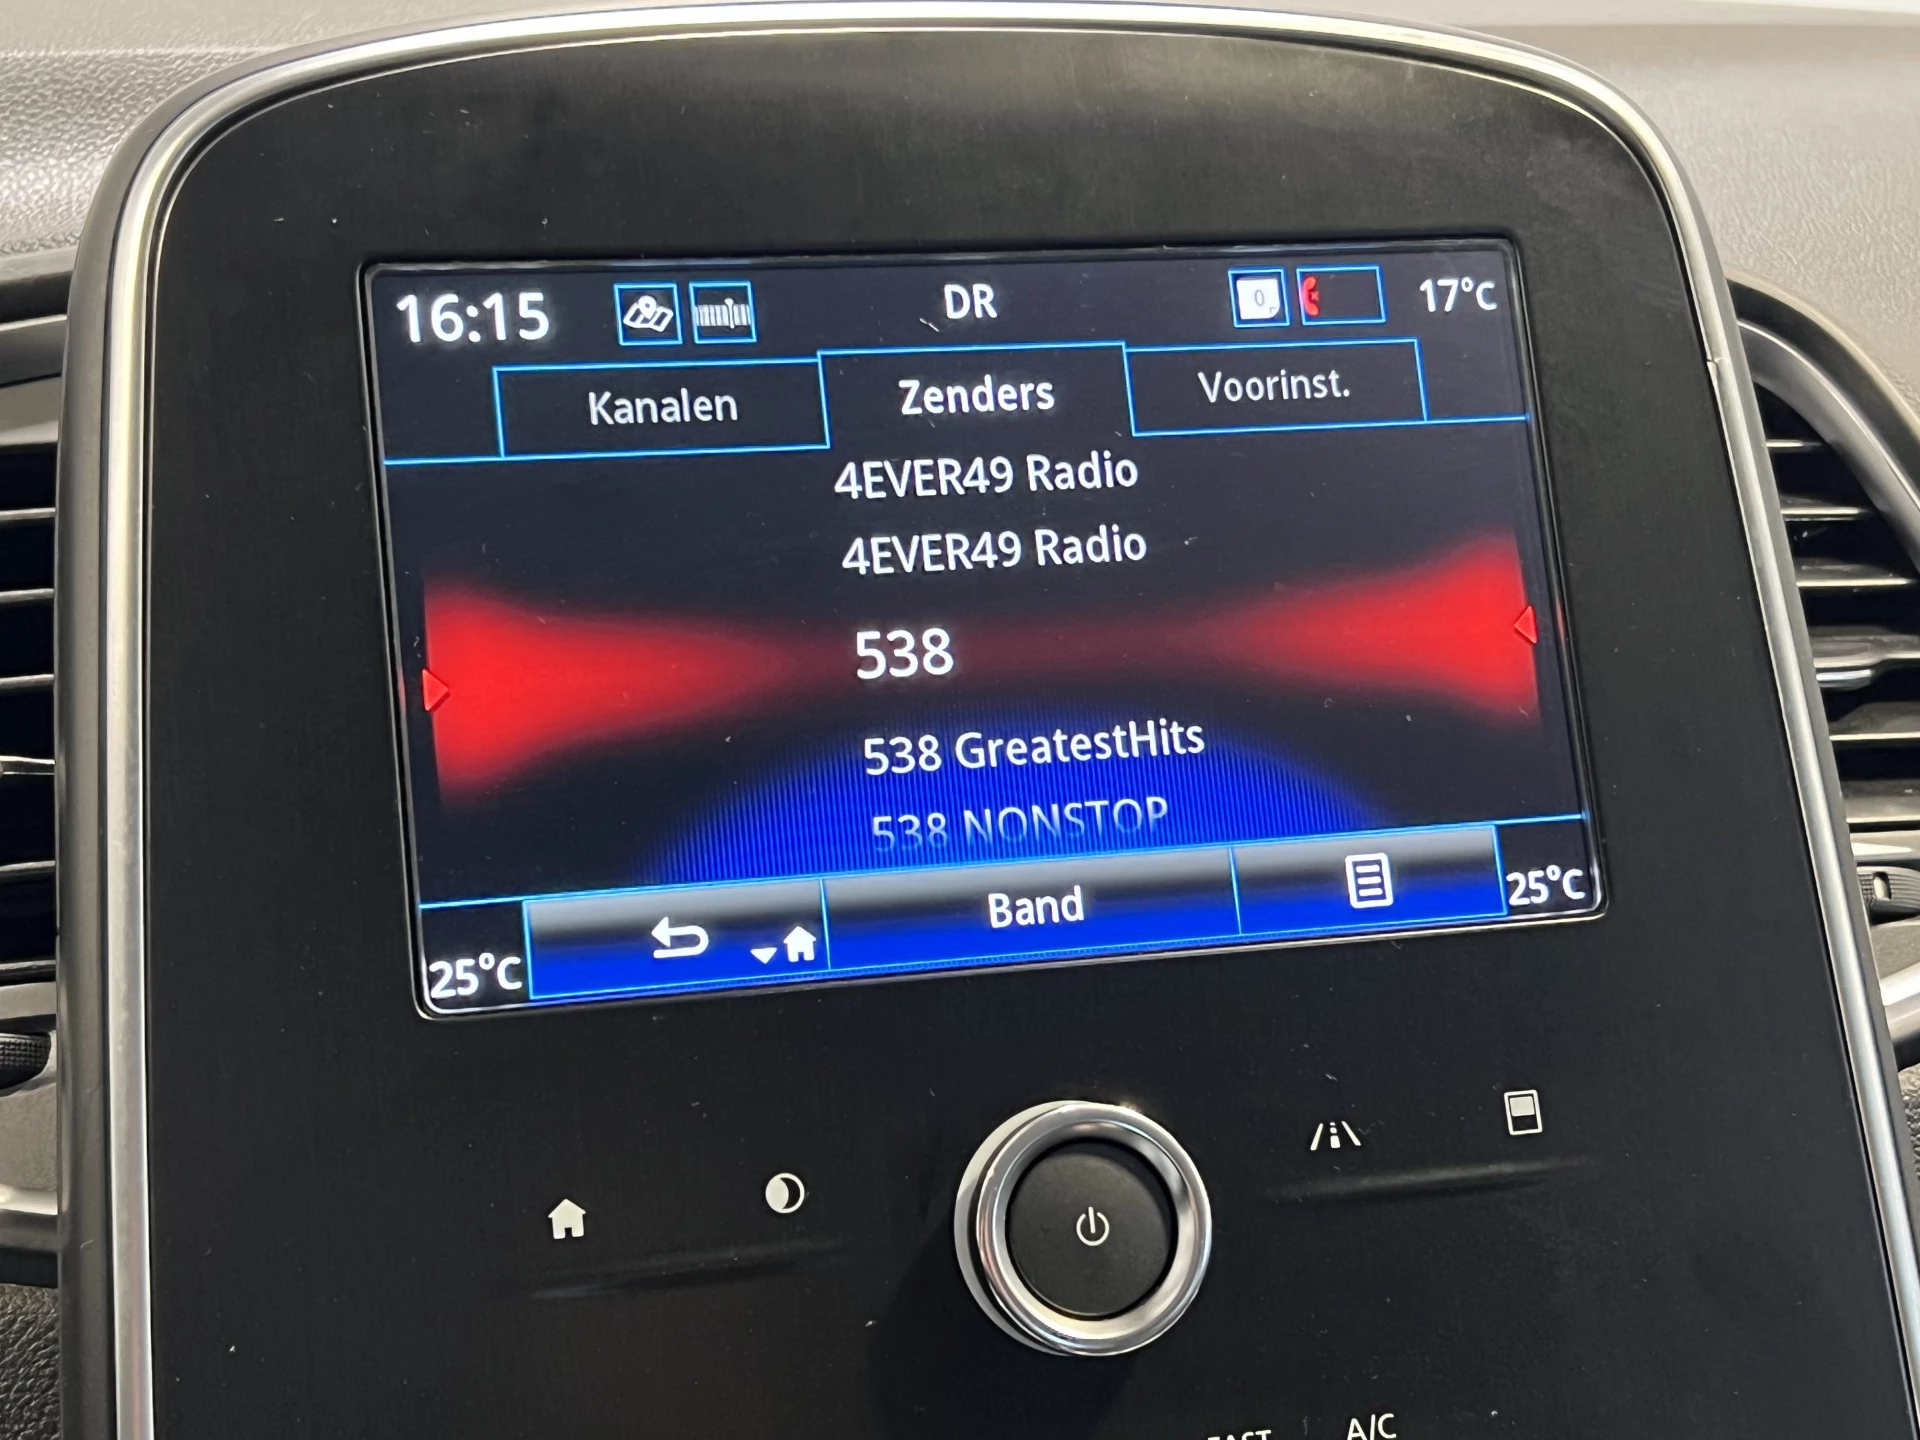 16:15
DR
0
17°C
Kanalen
Zenders
Voorinst.
4EVER49 Radio
4EVER49 Radio
538
538 GreatestHits
538 NONSTOP
25°C
Band
25°C
A/C